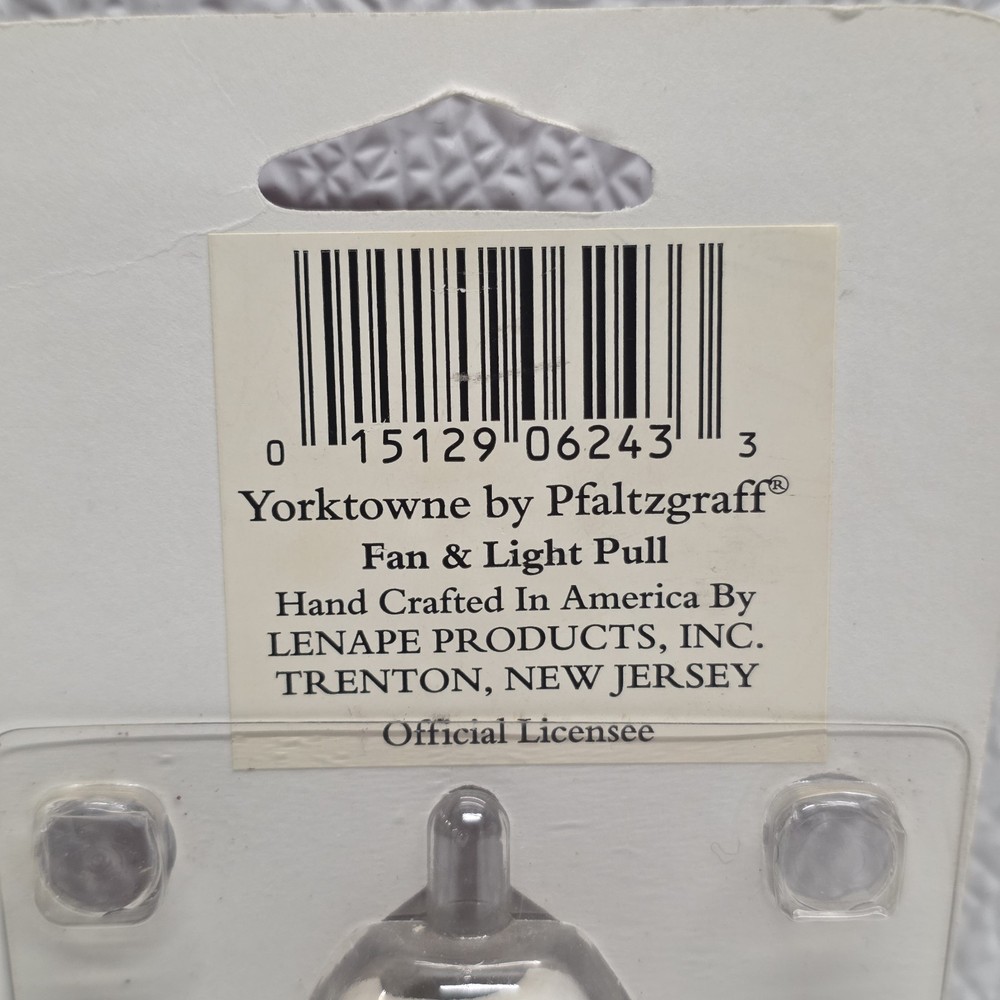 0 15129 06243 3
Yorktowne by Pfaltzgraff®
Fan & Light Pull
Hand Crafted In America By
LENAPE PRODUCTS, INC.
TRENTON, NEW JERSEY
Official Licensee